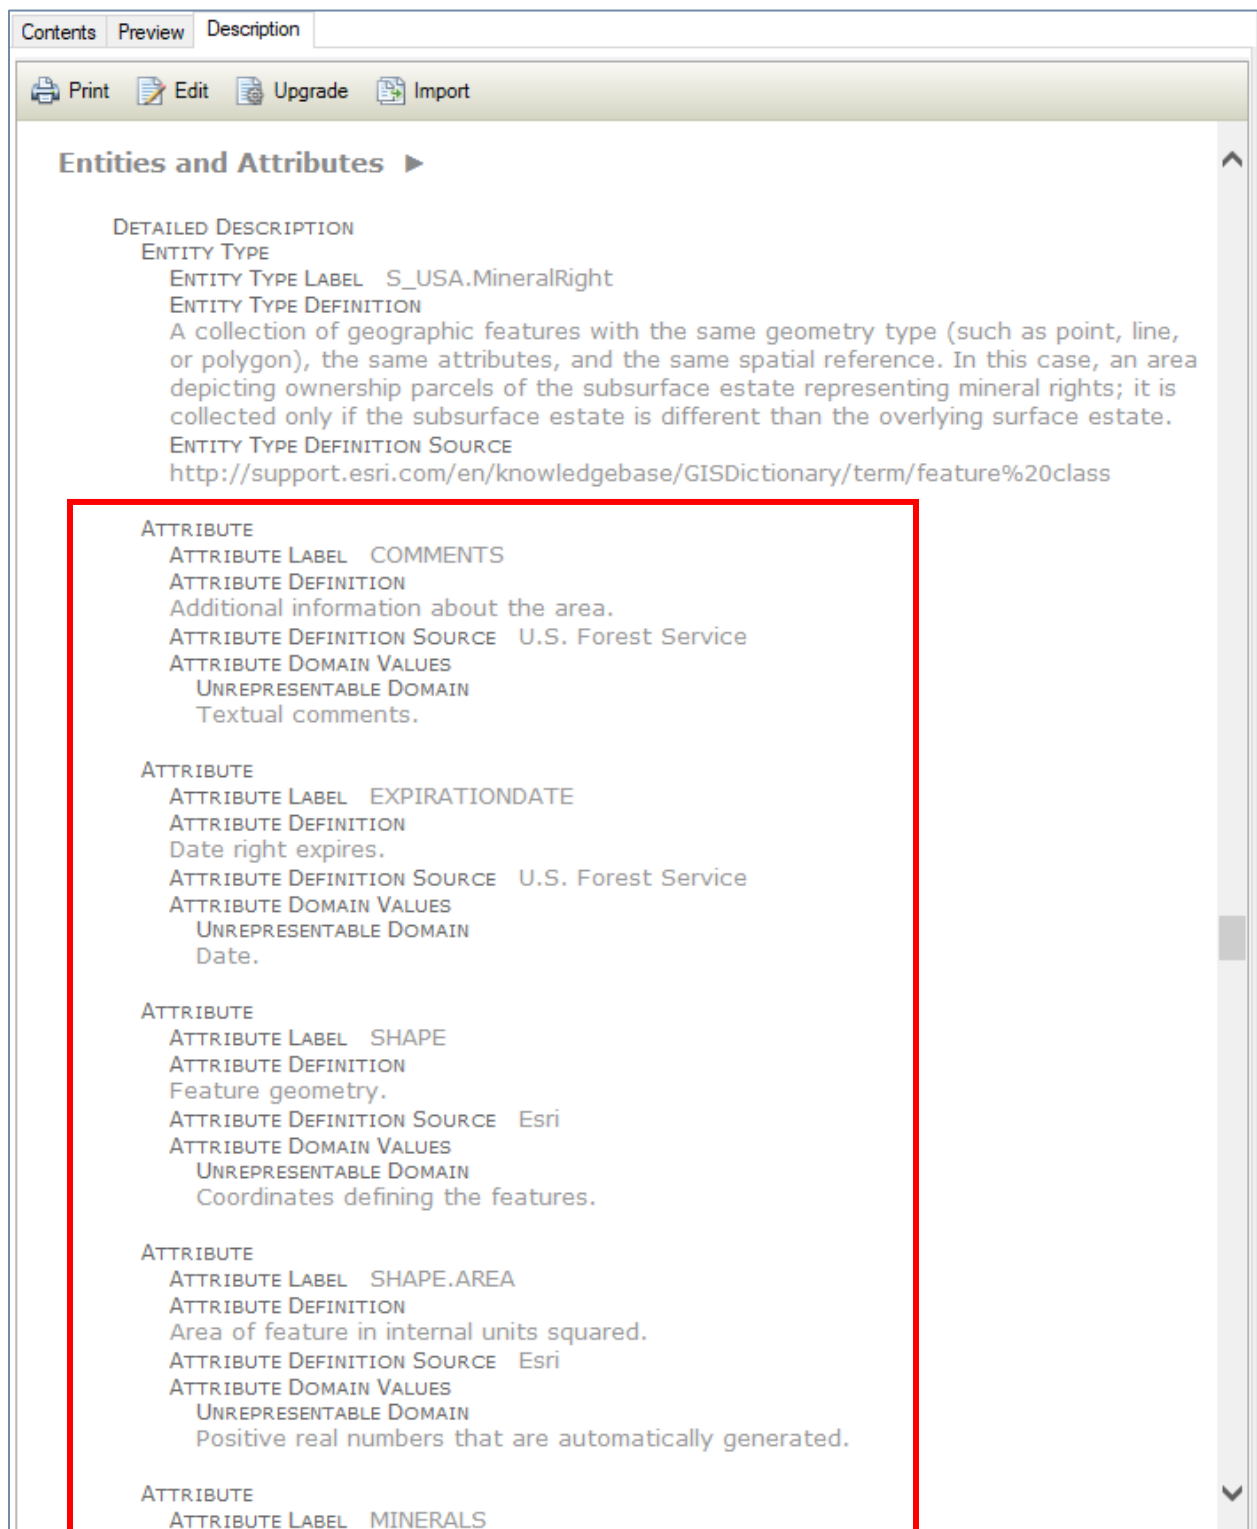 Contents Preview Description
Print Edit Upgrade Import
Entities and Attributes ►
DETAILED DESCRIPTION
ENTITY TYPE
ENTITY TYPE LABEL S_USA.MineralRight
ENTITY TYPE DEFINITION
A collection of geographic features with the same geometry type (such as point, line,
or polygon), the same attributes, and the same spatial reference. In this case, an area
depicting ownership parcels of the subsurface estate representing mineral rights; it is
collected only if the subsurface estate is different than the overlying surface estate.
ENTITY TYPE DEFINITION SOURCE
http://support.esri.com/en/knowledgebase/GISDictionary/term/feature%20class
ATTRIBUTE
ATTRIBUTE LABEL COMMENTS
ATTRIBUTE DEFINITION
Additional information about the area.
ATTRIBUTE DEFINITION SOURCE U.S. Forest Service
ATTRIBUTE DOMAIN VALUES
UNREPRESENTABLE DOMAIN
Textual comments.
ATTRIBUTE
ATTRIBUTE LABEL EXPIRATIONDATE
ATTRIBUTE DEFINITION
Date right expires.
ATTRIBUTE DEFINITION SOURCE U.S. Forest Service
ATTRIBUTE DOMAIN VALUES
UNREPRESENTABLE DOMAIN
Date.
ATTRIBUTE
ATTRIBUTE LABEL SHAPE
ATTRIBUTE DEFINITION
Feature geometry.
ATTRIBUTE DEFINITION SOURCE Esri
ATTRIBUTE DOMAIN VALUES
UNREPRESENTABLE DOMAIN
Coordinates defining the features.
ATTRIBUTE
ATTRIBUTE LABEL SHAPE.AREA
ATTRIBUTE DEFINITION
Area of feature in internal units squared.
ATTRIBUTE DEFINITION SOURCE Esri
ATTRIBUTE DOMAIN VALUES
UNREPRESENTABLE DOMAIN
Positive real numbers that are automatically generated.
ATTRIBUTE
ATTRIBUTE LABEL MINERALS